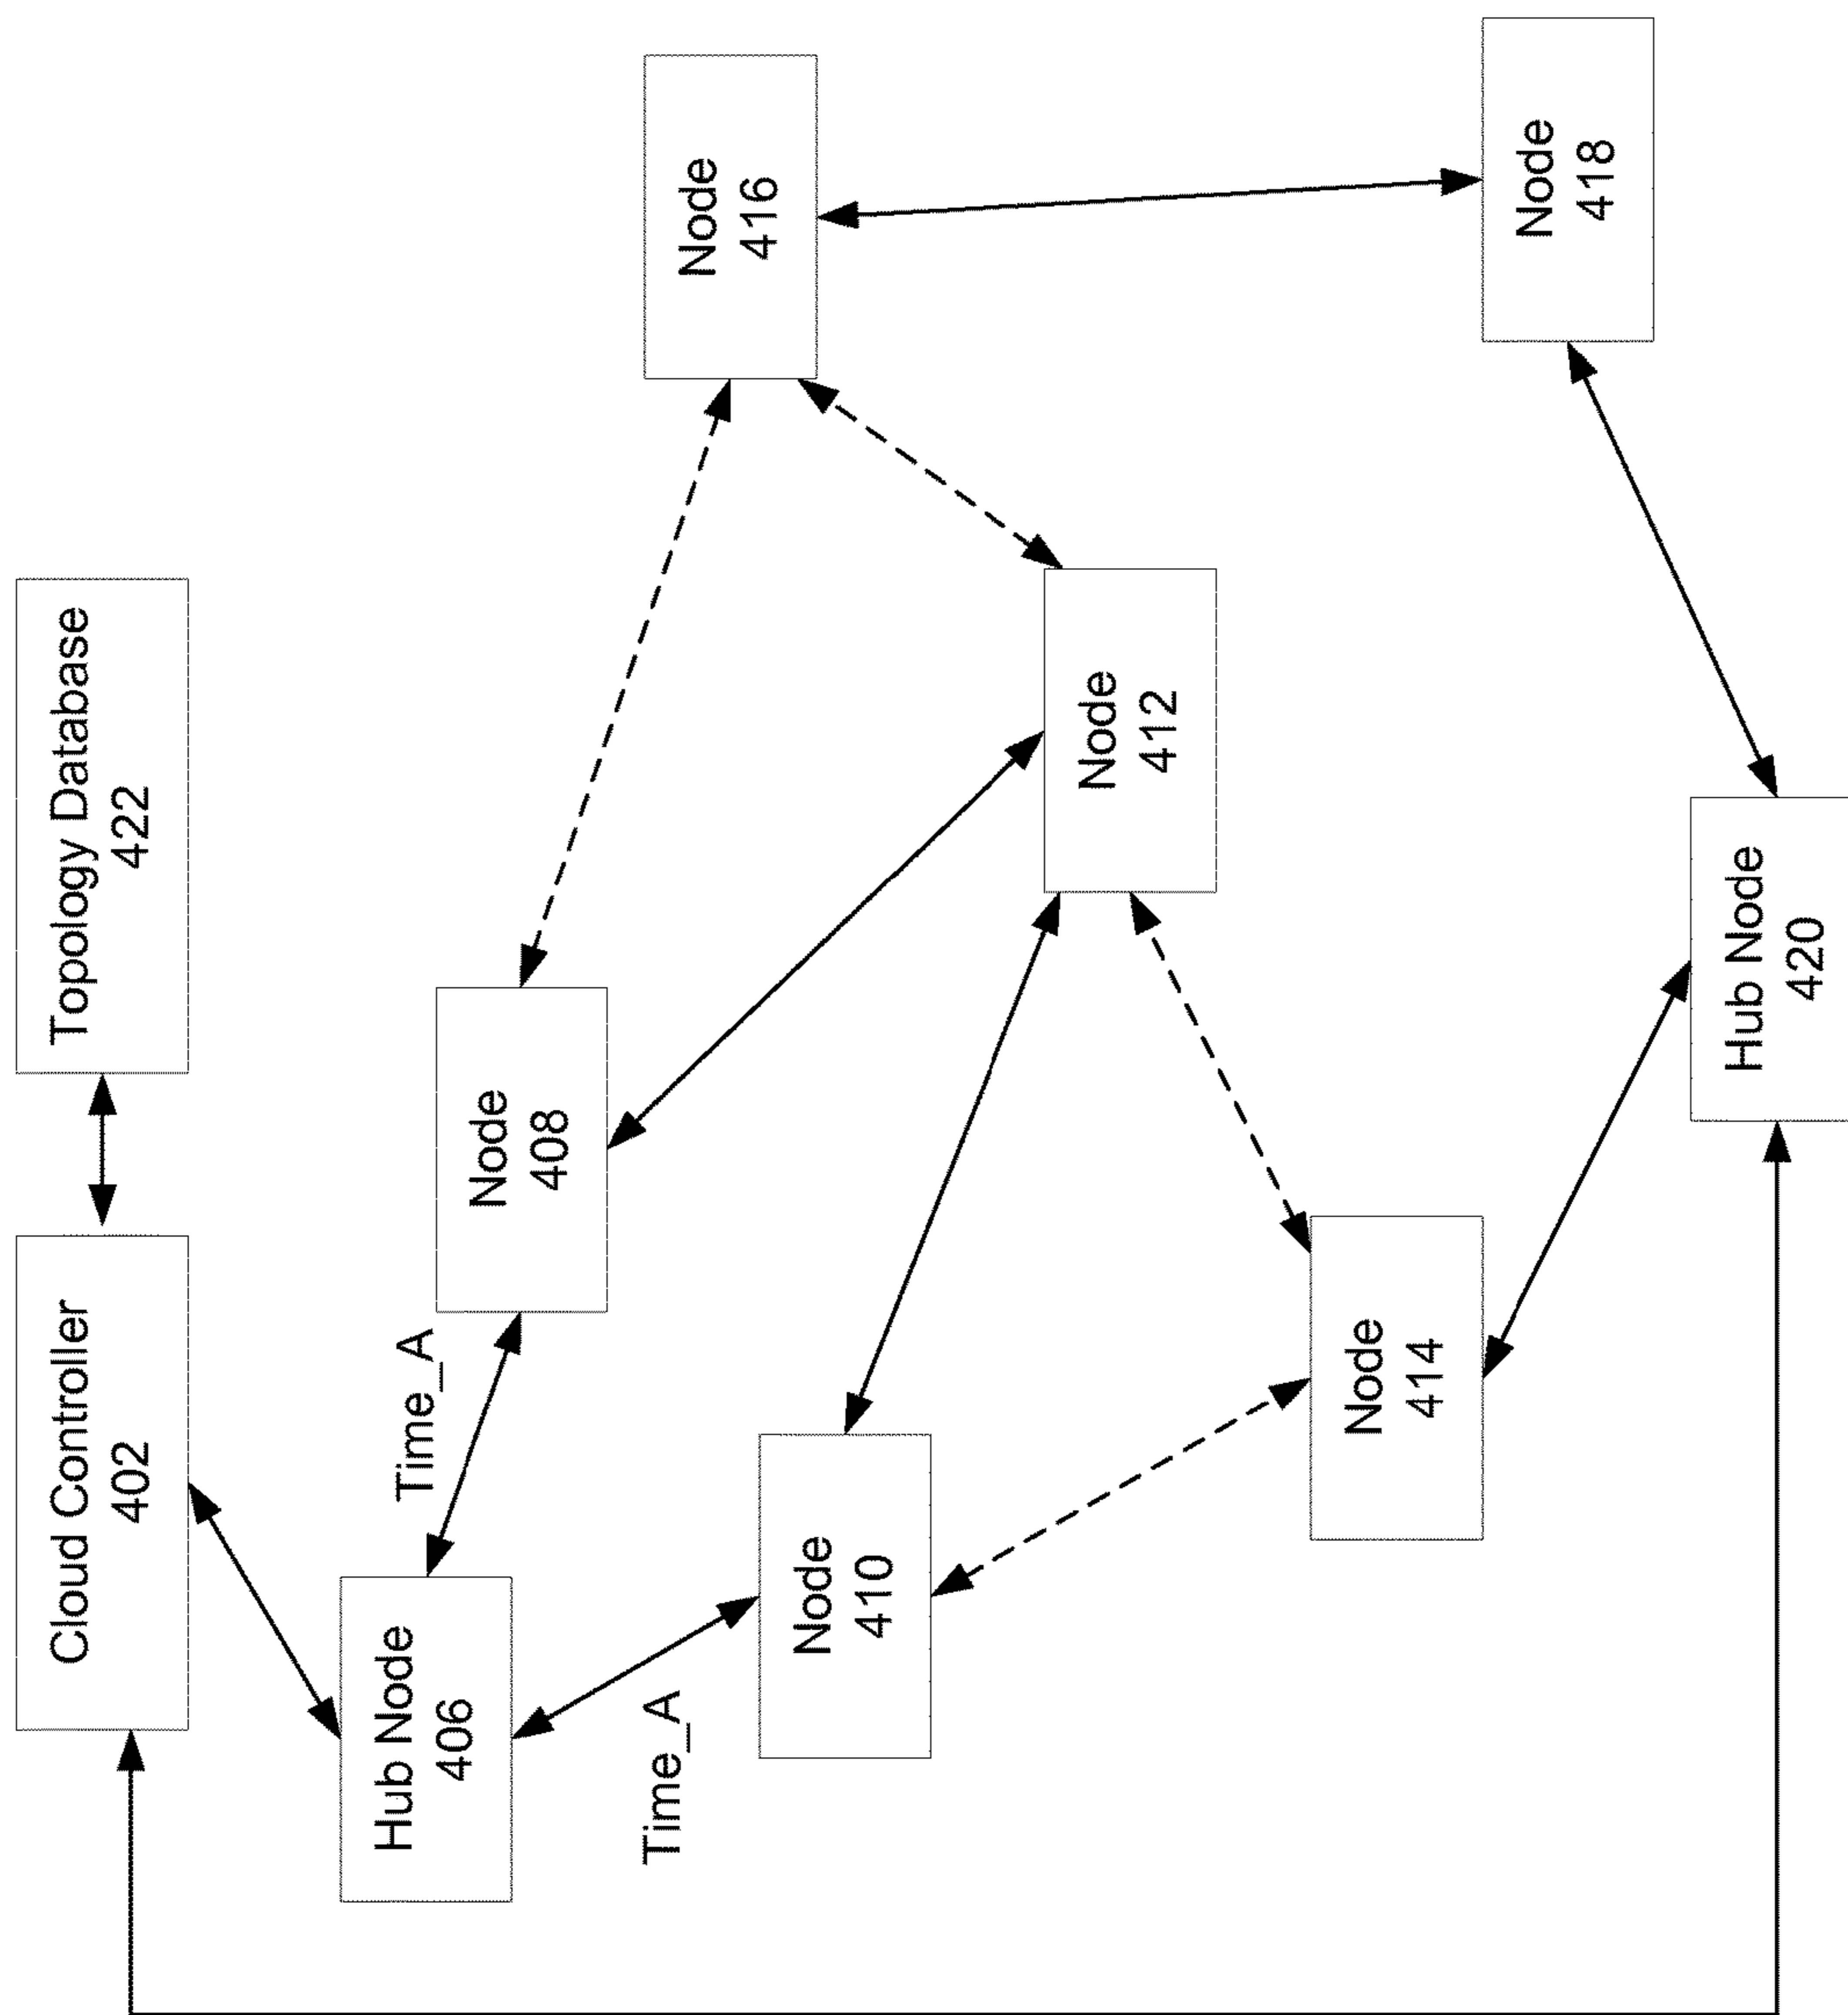 Cloud Controller
402
Topology Database
422
Hub Node
406
Time_A
Node
408
Time_A
Node
410
Node
412
Node
416
Node
414
Node
418
Hub Node
420